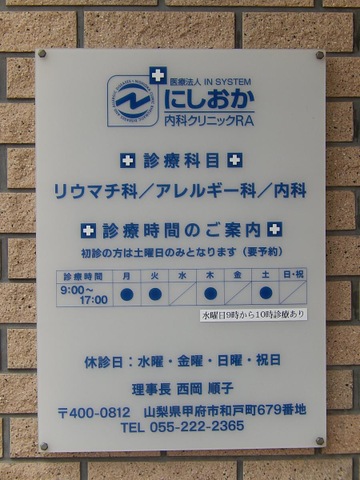 医療法人 IN SYSTEM
にしおか
内科クリニックRA
診療科目
リウマチ科／アレルギー科／内科
診療時間のご案内
初診の方は土曜日のみとなります（要予約）
診療時間 月 火 水 木 金 土 日・祝
9:00～17:00 ● ● ／ ● ／ ● ／
水曜日9時から10時診療あり
休診日：水曜・金曜・日曜・祝日
理事長 西岡 順子
〒400-0812 山梨県甲府市和戸町679番地
TEL 055-222-2365